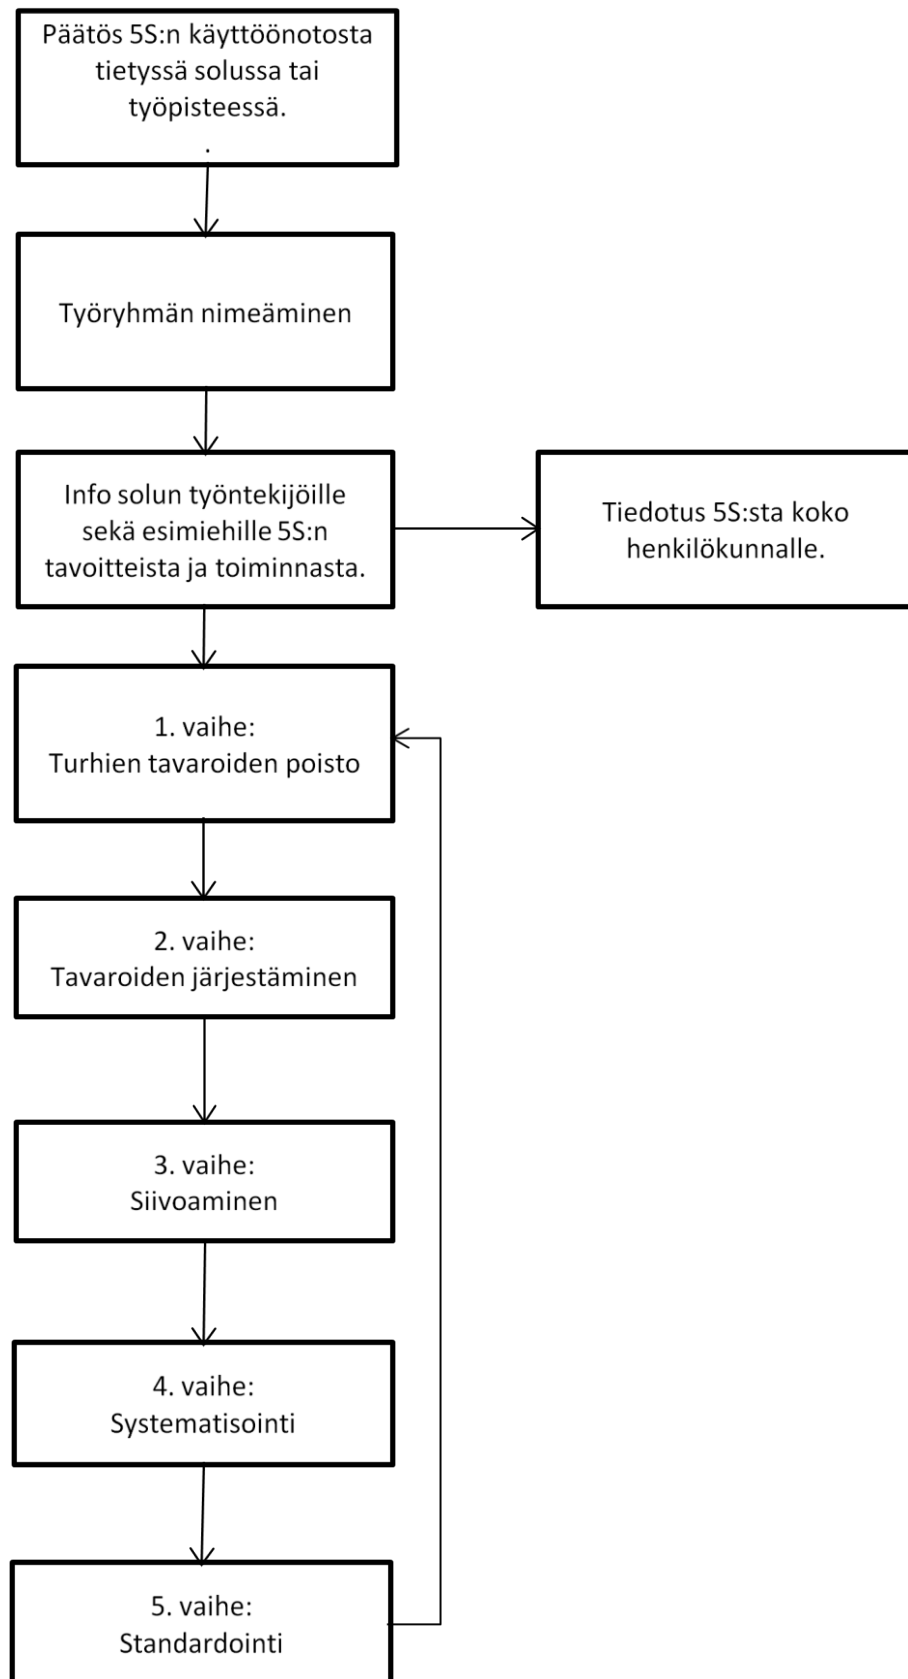 Päätös 5S:n käyttöönotosta
tietyssä solussa tai
työpisteessä.
.
Työryhmän nimeäminen
Info solun työntekijöille
sekä esimiehille 5S:n
tavoitteista ja toiminnasta.
Tiedotus 5S:sta koko
henkilökunnalle.
1. vaihe:
Turhien tavaroiden poisto
2. vaihe:
Tavaroiden järjestäminen
3. vaihe:
Siivoaminen
4. vaihe:
Systematisointi
5. vaihe:
Standardointi